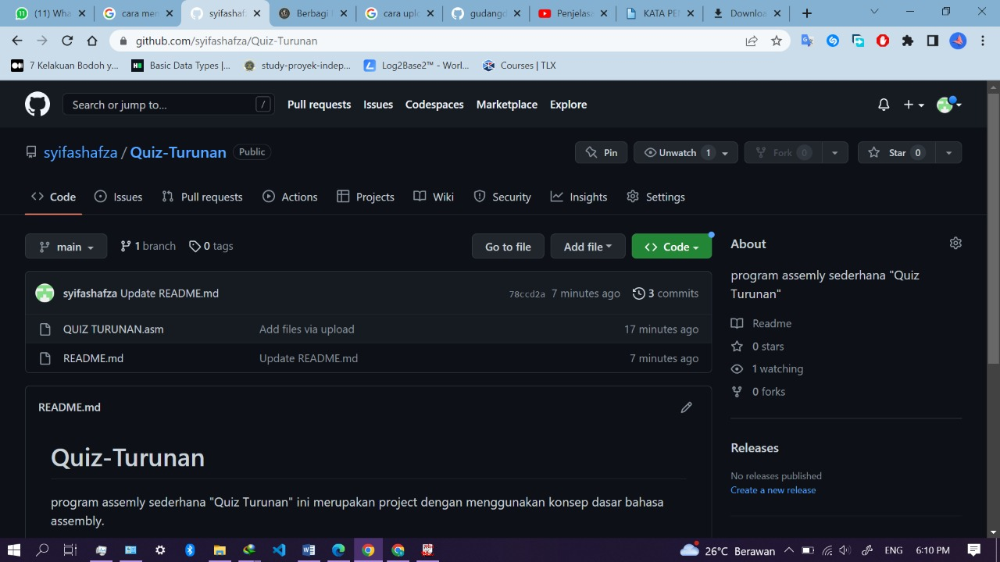 (11) Wha
cara mer
syifashafz
Berbagi
cara uplo
gudangd
Penjelasa
KATA PE
Downloa
github.com/syifashafza/Quiz-Turunan
7 Kelakuan Bodoh y...
Basic Data Types |...
study-proyek-indep...
Log2Base2™ - Worl...
Courses | TLX
Search or jump to...
/
Pull requests
Issues
Codespaces
Marketplace
Explore
syifashafza / Quiz-Turunan
Public
Pin
Unwatch 1
Fork 0
Star 0
Code
Issues
Pull requests
Actions
Projects
Wiki
Security
Insights
Settings
main
1 branch
0 tags
Go to file
Add file
Code
syifashafza Update README.md
78ccd2a 7 minutes ago
3 commits
QUIZ TURUNAN.asm
Add files via upload
17 minutes ago
README.md
Update README.md
7 minutes ago
README.md
Quiz-Turunan
program assemly sederhana "Quiz Turunan" ini merupakan project dengan menggunakan konsep dasar bahasa
assembly.
About
program assemly sederhana "Quiz
Turunan"
Readme
0 stars
1 watching
0 forks
Releases
No releases published
Create a new release
26°C Berawan
ENG
6:10 PM